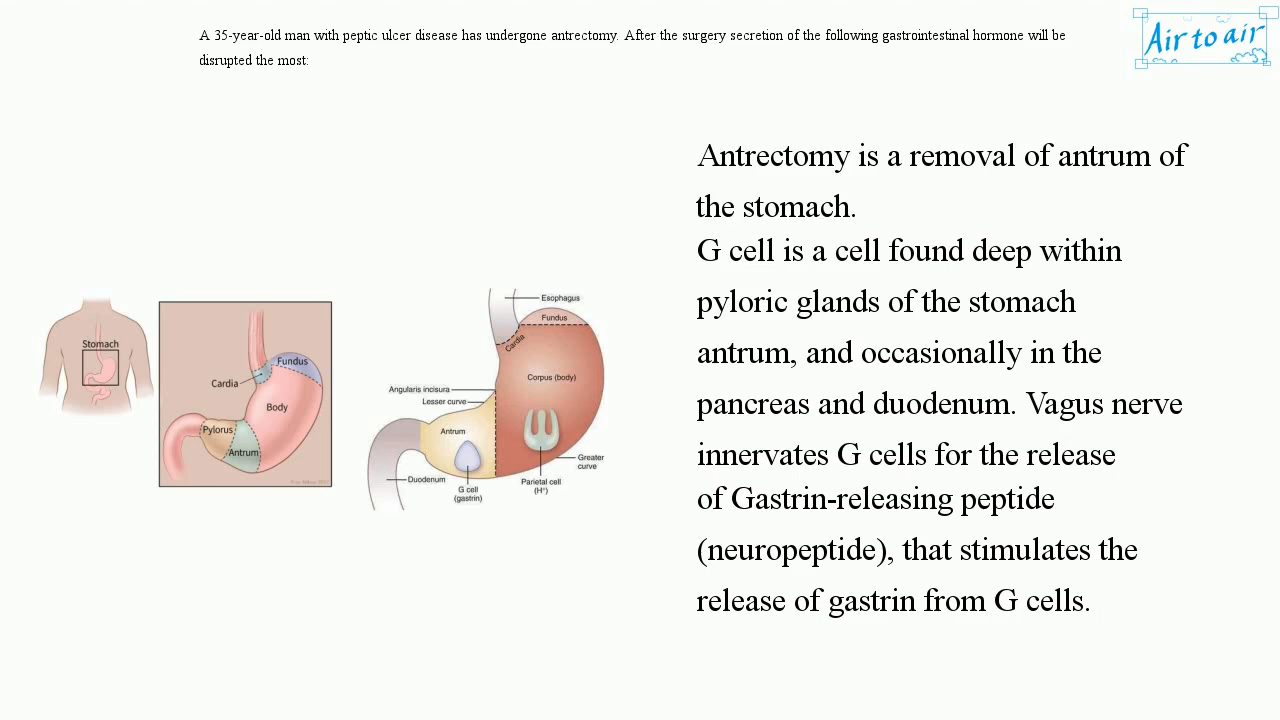 A 35-year-old man with peptic ulcer disease has undergone antrectomy. After the surgery secretion of the following gastrointestinal hormone will be
disrupted the most:
Air to air
Antrectomy is a removal of antrum of
the stomach.
G cell is a cell found deep within
pyloric glands of the stomach
antrum, and occasionally in the
pancreas and duodenum. Vagus nerve
innervates G cells for the release
of Gastrin-releasing peptide
(neuropeptide), that stimulates the
release of gastrin from G cells.
Stomach
Fundus
Cardia
Body
Pylorus
Antrum
Esophagus
Fundus
Cardia
Corpus (body)
Angularis incisura
Lesser curve
Antrum
Greater
curve
Duodenum
G cell
(gastrin)
Parietal cell
(H+)